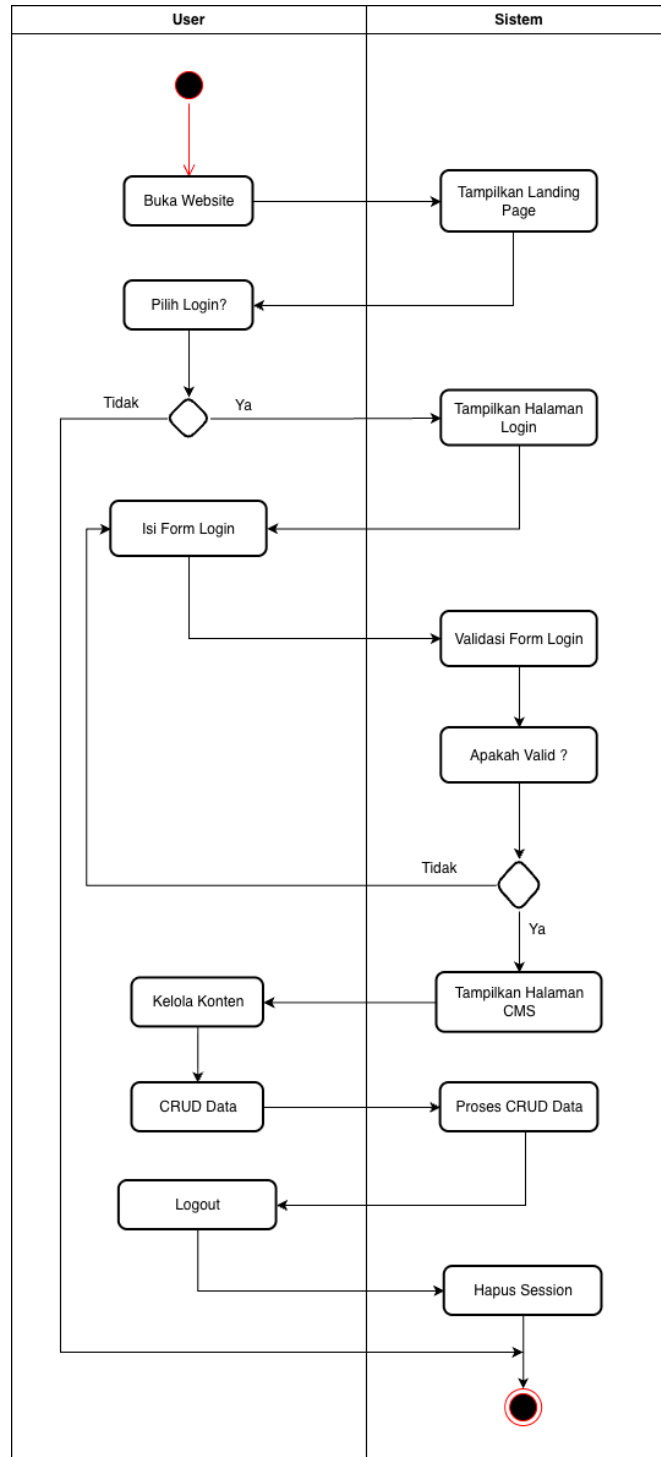 User
Sistem
Buka Website
Tampilkan Landing
Page
Pilih Login?
Tidak
Ya
Tampilkan Halaman
Login
Isi Form Login
Validasi Form Login
Apakah Valid ?
Tidak
Ya
Kelola Konten
Tampilkan Halaman
CMS
CRUD Data
Proses CRUD Data
Logout
Hapus Session